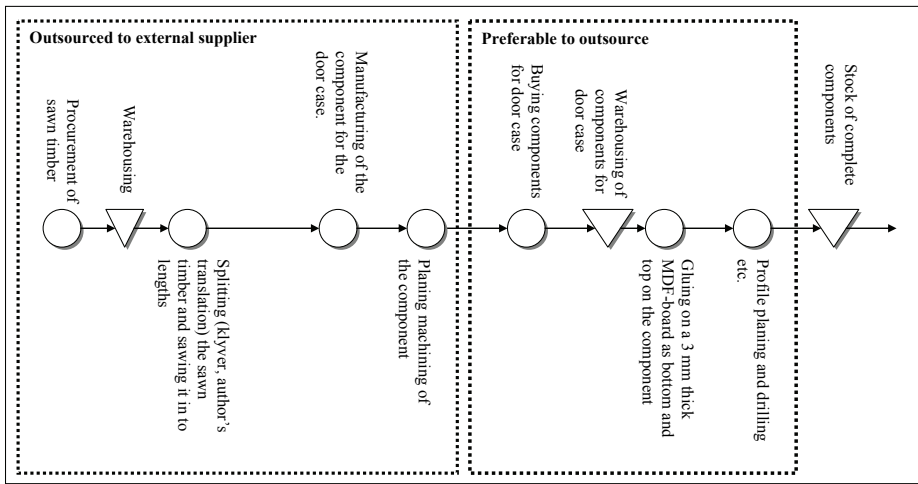 Outsourced to external supplier
Preferable to outsource
Procurement of
sawn timber
Warehousing
Splitting (klyver, author's
translation) the sawn
timber and sawing it in to
lengths
Manufacturing of the
component for the
door case.
Planing machining of
the component
Buying components
for door case
Warehousing of
components for
door case
Gluing on a 3 mm thick
MDF-board as bottom and
top on the component
Profile planing and drilling
etc.
Stock of complete
components